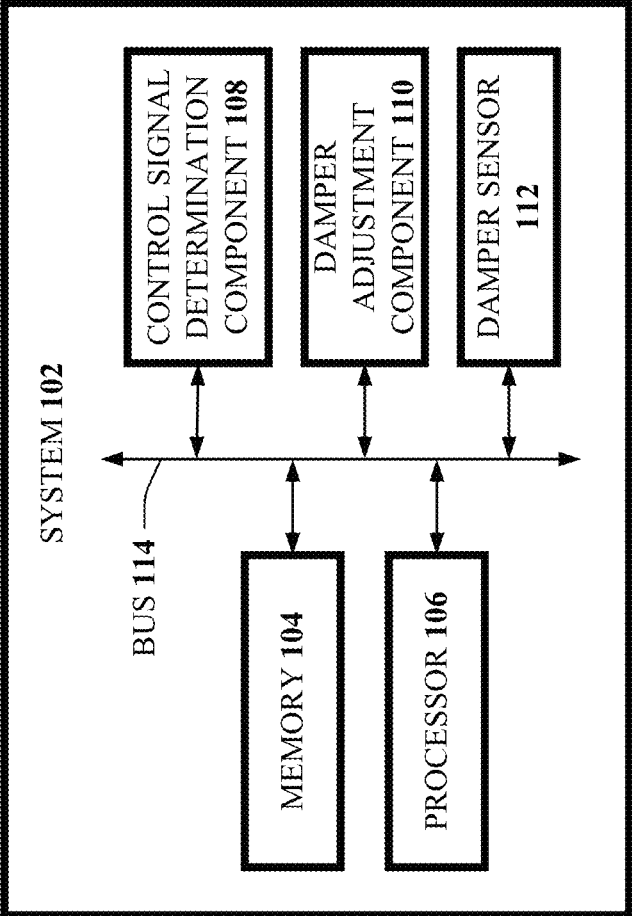 SYSTEM 102
CONTROL SIGNAL
DETERMINATION
COMPONENT 108
DAMPER
ADJUSTMENT
COMPONENT 110
DAMPER SENSOR
112
BUS 114
MEMORY 104
PROCESSOR 106